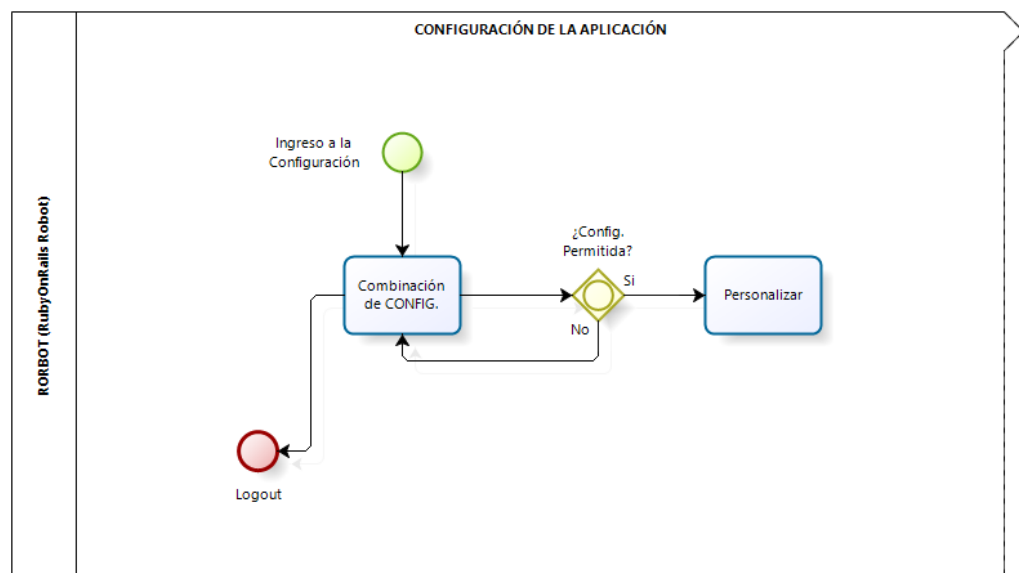 CONFIGURACIÓN DE LA APLICACIÓN
RORBOT (RubyOnRails Robot)
Ingreso a la
Configuración
¿Config.
Permitida?
Combinación
de CONFIG.
Si
Personalizar
No
Logout